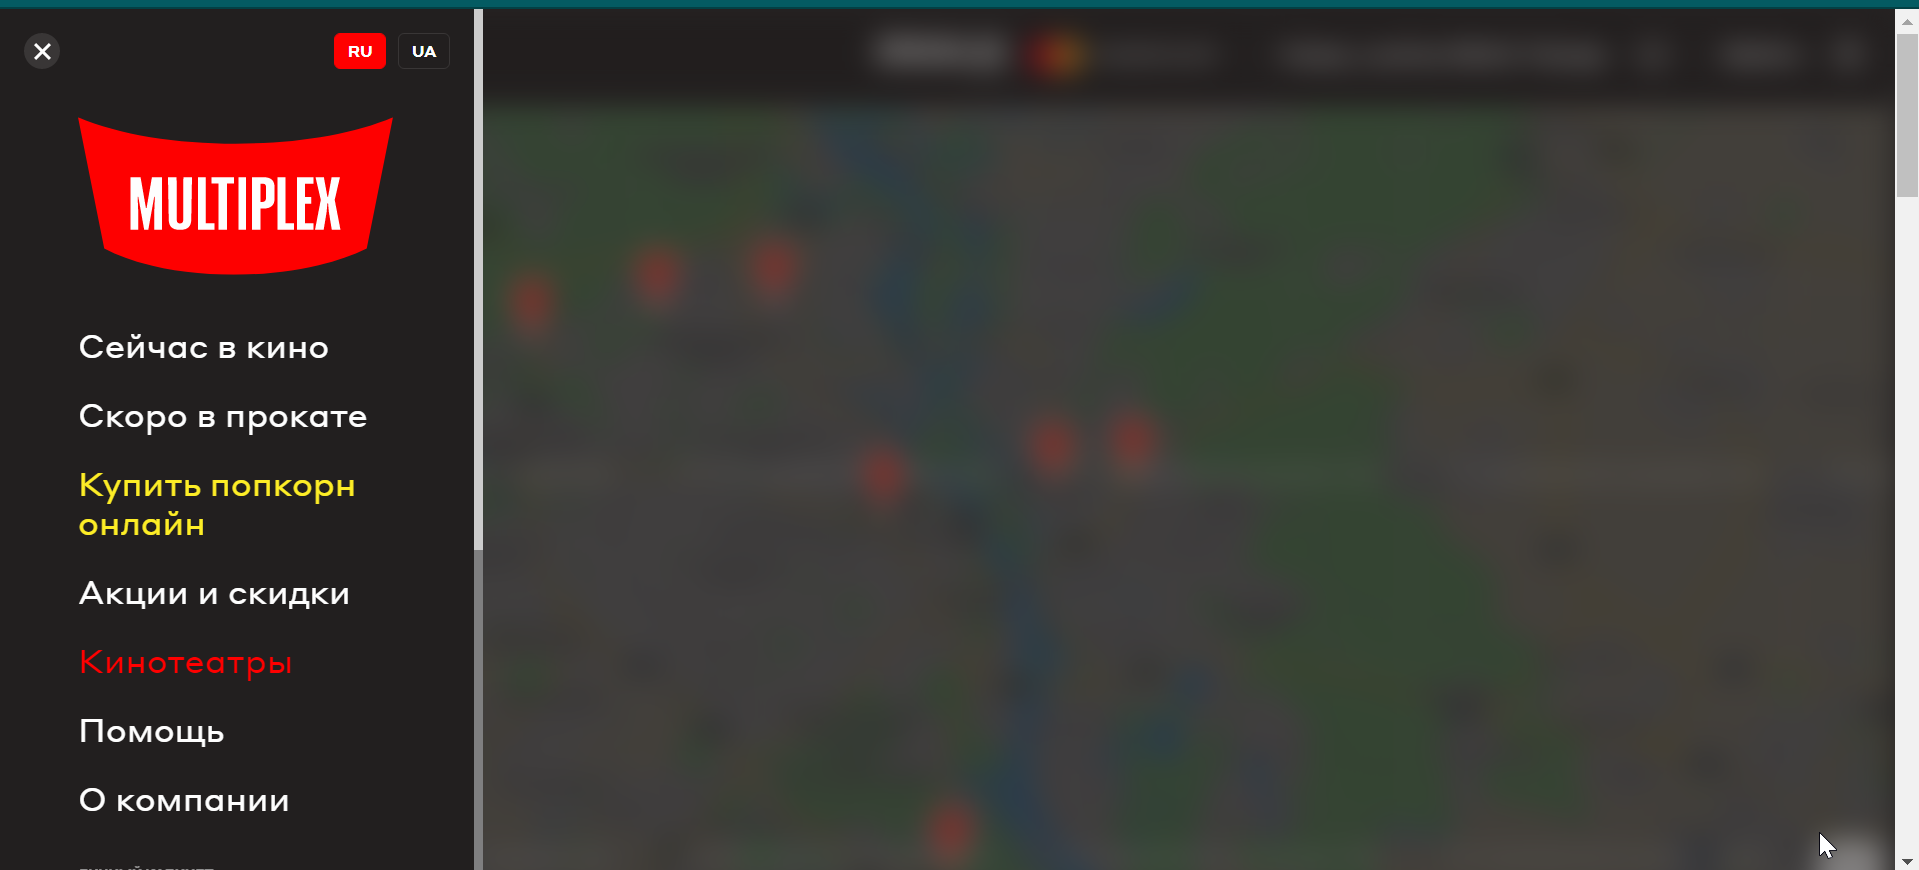 RU UA
MULTIPLEX
Сейчас в кино
Скоро в прокате
Купить попкорн
онлайн
Акции и скидки
Кинотеатры
Помощь
О компании